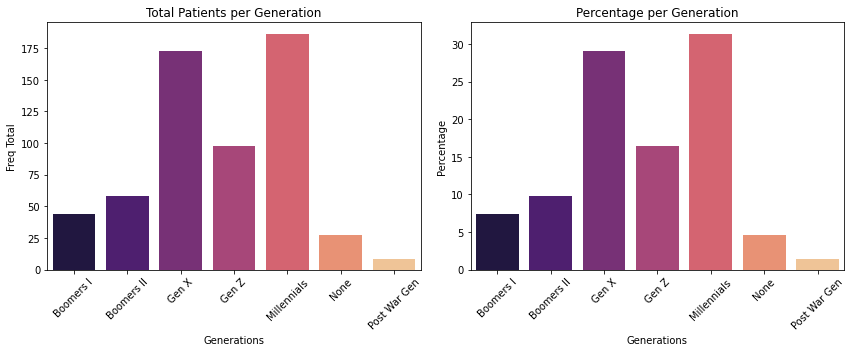 Total Patients per Generation
Freq Total
175
150
125
100
75
50
25
0
Boomers I
Boomers II
Gen X
Gen Z
Millennials
None
Post War Gen
Generations
Percentage per Generation
Percentage
30
25
20
15
10
5
0
Boomers I
Boomers II
Gen X
Gen Z
Millennials
None
Post War Gen
Generations